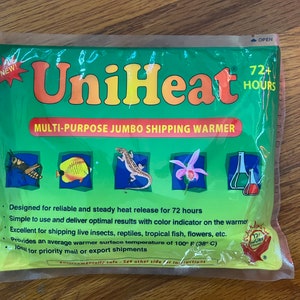 OPEN
NEW!
UniHeat
72+
HOURS
MULTI-PURPOSE JUMBO SHIPPING WARMER
• Designed for reliable and steady heat release for 72 hours
• Simple to use and deliver optimal results with color indicator on the warmer
• Excellent for shipping live insects, reptiles, tropical fish, flowers, etc.
• Provides an average warmer surface temperature of 100° F (38° C)
• Ideal for priority mail or export shipments